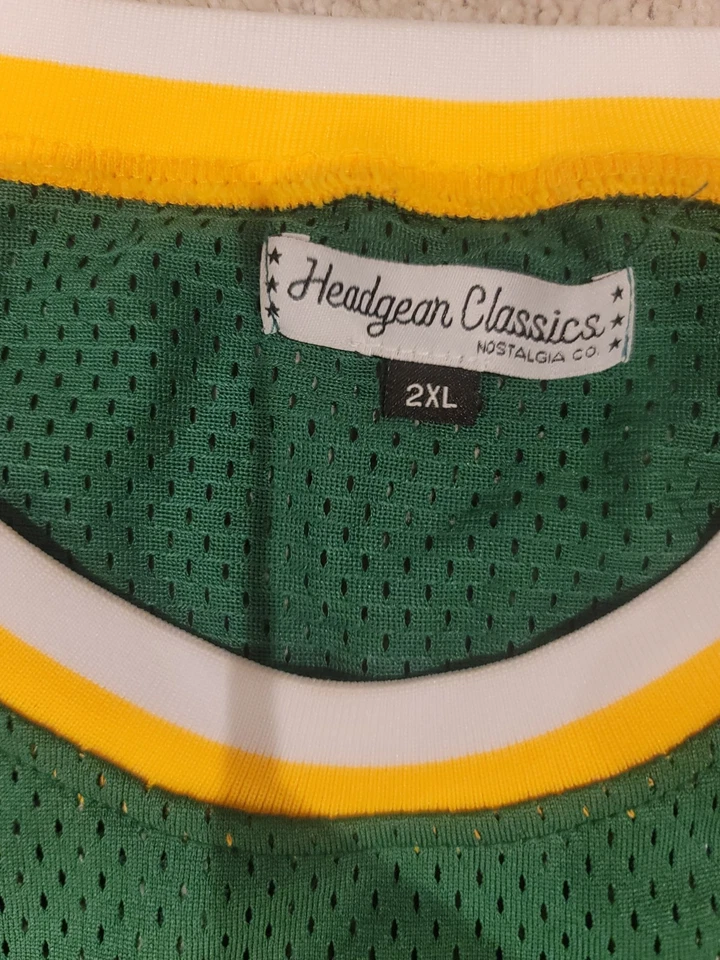 Headgear Classics
NOSTALGIA CO.
2XL